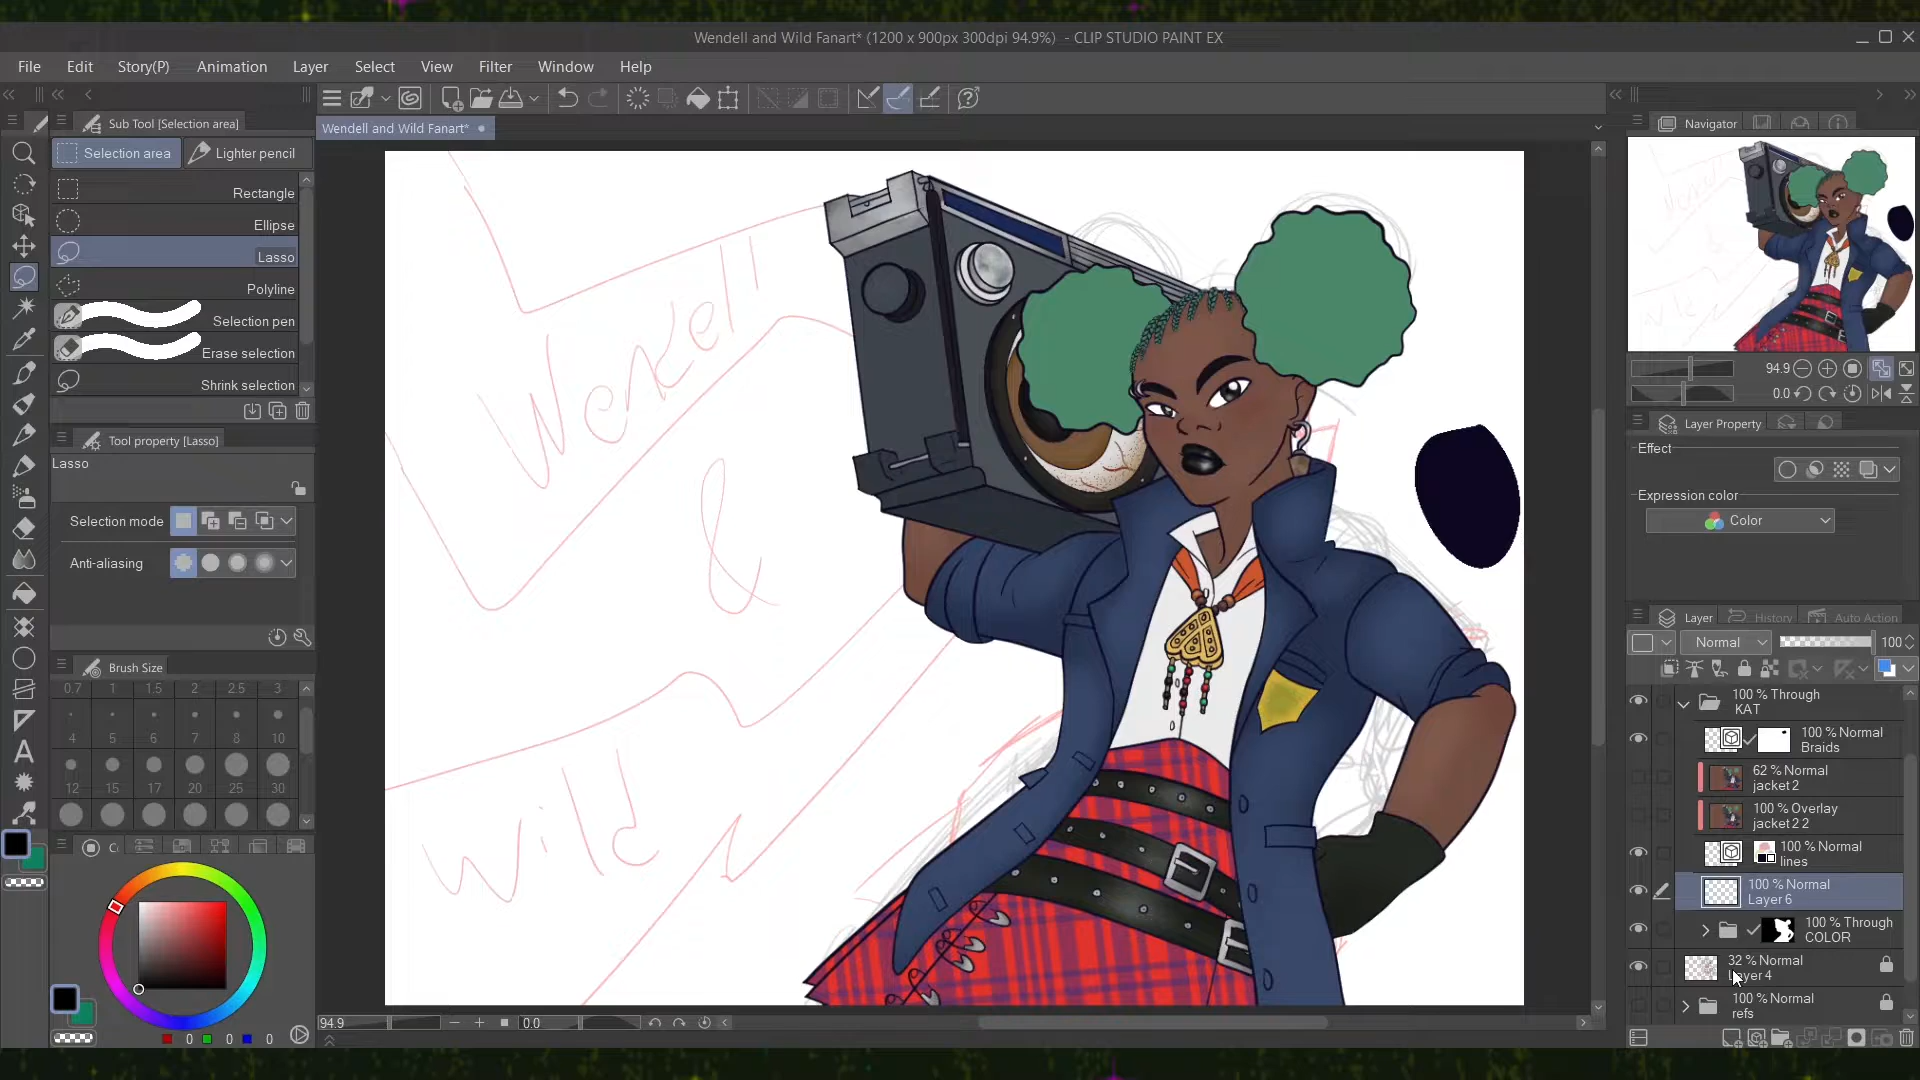 Wendell and Wild Fanart* (1200 x 900px 300dpi 94.9%) - CLIP STUDIO PAINT EX
File Edit Story(P) Animation Layer Select View Filter Window Help
Sub Tool [Selection area]
Wendell and Wild Fanart*
Navigator
Selection area Lighter pencil
Rectangle
Ellipse
Lasso
Polyline
Selection pen
Erase selection
Shrink selection
Tool property [Lasso]
Lasso
Selection mode
Anti-aliasing
Brush Size
0.7 1 1.5 2 2.5 3
4 5 6 7 8 10
12 15 17 20 25 30
0 0 0
&
Wild
94.9 0.0
94.9
0.0
Layer Property
Effect
Expression color
Color
Layer History Auto Action
Normal 100
100 % Through
KAT
100 % Normal
Braids
62 % Normal
jacket 2
100 % Overlay
jacket 2 2
100 % Normal
lines
100 % Normal
Layer 6
100 % Through
COLOR
32 % Normal
Layer 4
100 % Normal
refs